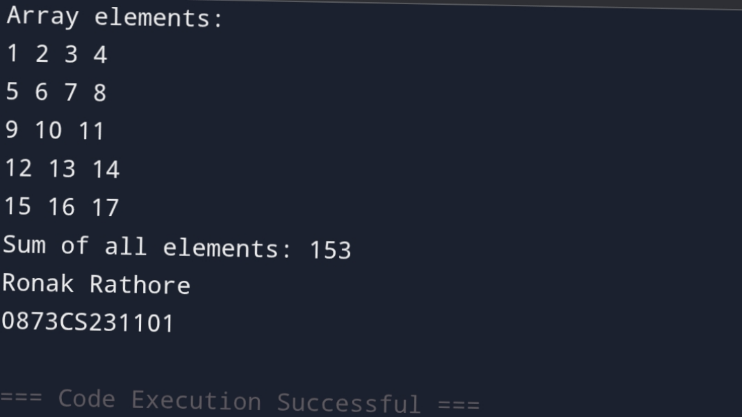 Array elements:
1 2 3 4
5 6 7 8
9 10 11
12 13 14
15 16 17
Sum of all elements: 153
Ronak Rathore
0873CS231101
=== Code Execution Successful ===